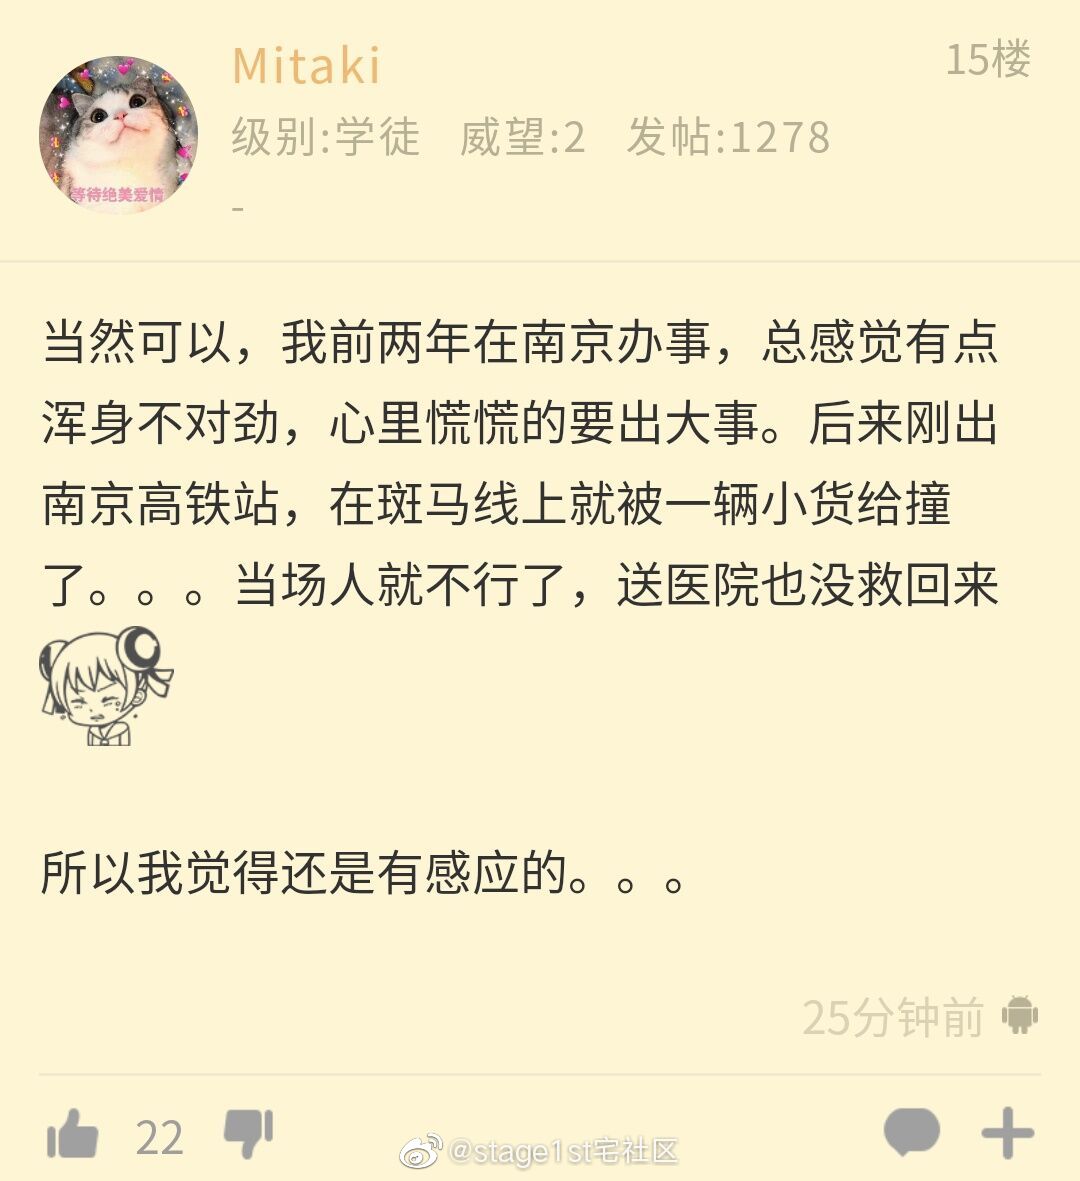 Mitaki
15楼
级别:学徒 威望:2 发帖:1278
-
等待绝美爱情
当然可以，我前两年在南京办事，总感觉有点
浑身不对劲，心里慌慌的要出大事。后来刚出
南京高铁站，在斑马线上就被一辆小货给撞
了。。。当场人就不行了，送医院也没救回来
所以我觉得还是有感应的。。。
25分钟前
22
@stage1st宅社区